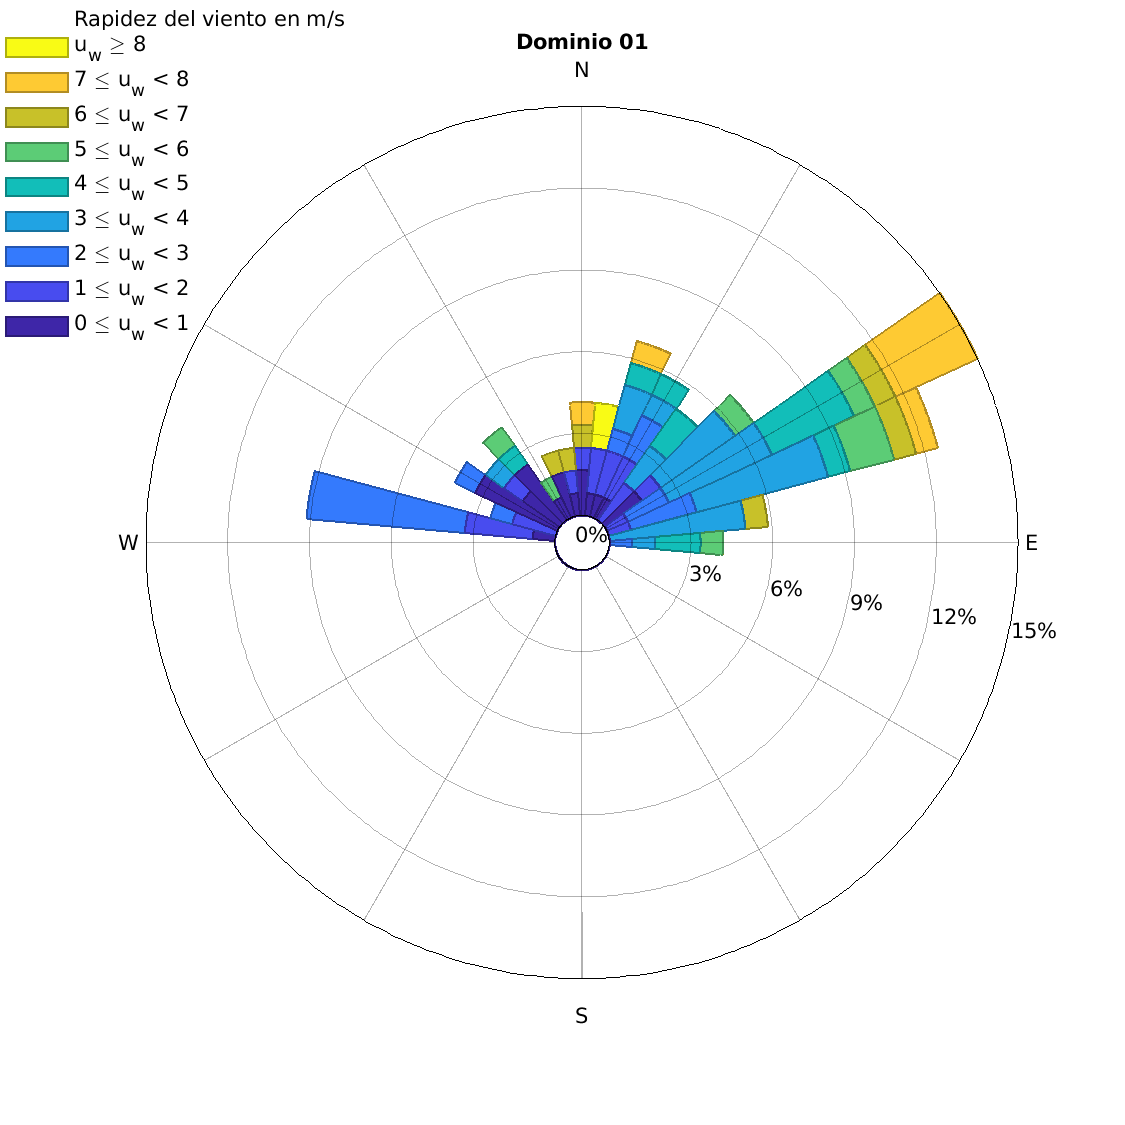 Rapidez del viento en m/s
u_w ≥ 8
7 ≤ u_w < 8
6 ≤ u_w < 7
5 ≤ u_w < 6
4 ≤ u_w < 5
3 ≤ u_w < 4
2 ≤ u_w < 3
1 ≤ u_w < 2
0 ≤ u_w < 1
Dominio 01
N
W
E
0%
3%
6%
9%
12%
15%
S